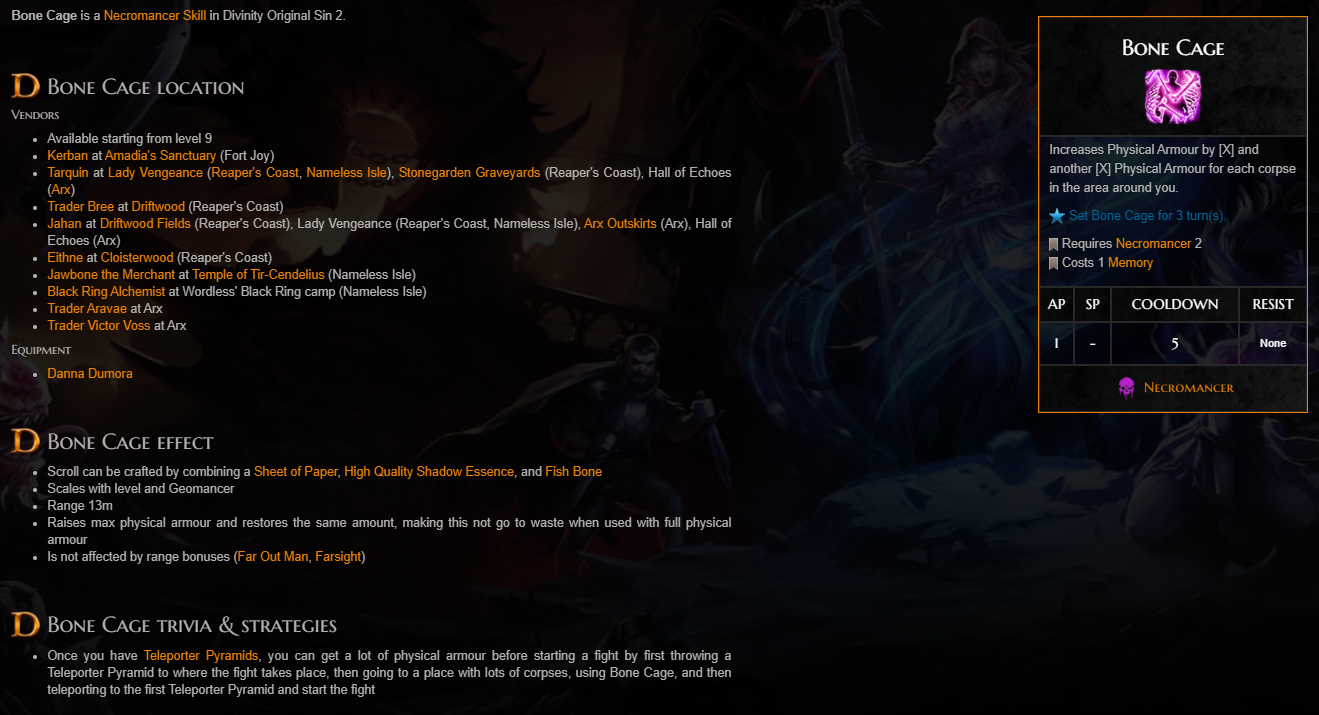 Bone Cage is a Necromancer Skill in Divinity Original Sin 2.
Bone Cage location
Vendors
Available starting from level 9
Kerban at Amadia's Sanctuary (Fort Joy)
Tarquin at Lady Vengeance (Reaper's Coast, Nameless Isle), Stonegarden Graveyards (Reaper's Coast), Hall of Echoes
(Arx)
Trader Bree at Driftwood (Reaper's Coast)
Jahan at Driftwood Fields (Reaper's Coast), Lady Vengeance (Reaper's Coast, Nameless Isle), Arx Outskirts (Arx), Hall of
Echoes (Arx)
Eithne at Cloisterwood (Reaper's Coast)
Jawbone the Merchant at Temple of Tir-Cendelius (Nameless Isle)
Black Ring Alchemist at Wordless' Black Ring camp (Nameless Isle)
Trader Aravae at Arx
Trader Victor Voss at Arx
Equipment
Danna Dumora
Bone Cage effect
Scroll can be crafted by combining a Sheet of Paper, High Quality Shadow Essence, and Fish Bone
Scales with level and Geomancer
Range 13m
Raises max physical armour and restores the same amount, making this not go to waste when used with full physical
armour
Is not affected by range bonuses (Far Out Man, Farsight)
Bone Cage trivia & strategies
Once you have Teleporter Pyramids, you can get a lot of physical armour before starting a fight by first throwing a
Teleporter Pyramid to where the fight takes place, then going to a place with lots of corpses, using Bone Cage, and then
teleporting to the first Teleporter Pyramid and start the fight
Bone Cage
Increases Physical Armour by [X] and
another [X] Physical Armour for each corpse
in the area around you.
Set Bone Cage for 3 turn(s).
Requires Necromancer 2
Costs 1 Memory
AP SP Cooldown Resist
1 - 5 None
Necromancer